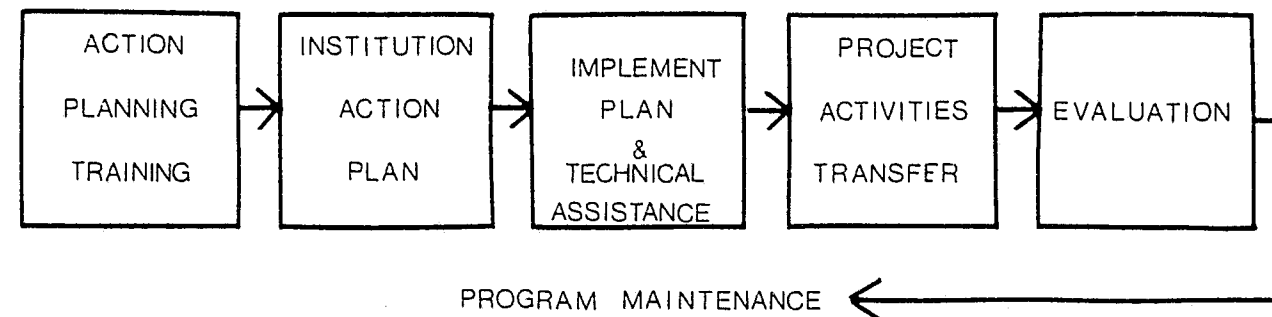 ACTION
PLANNING
TRAINING
INSTITUTION
ACTION
PLAN
IMPLEMENT
PLAN
&
TECHNICAL
ASSISTANCE
PROJECT
ACTIVITIES
TRANSFER
EVALUATION
PROGRAM MAINTENANCE